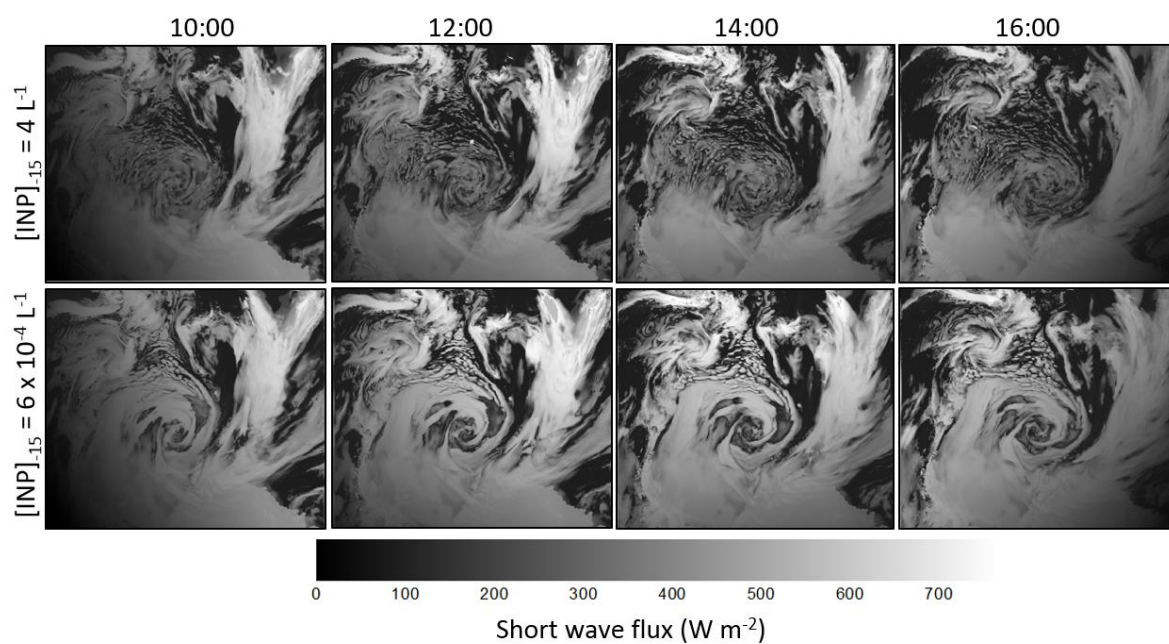 10:00 12:00 14:00 16:00
[INP]₋₁₅ = 4 L⁻¹
[INP]₋₁₅ = 6 x 10⁻⁴ L⁻¹
0 100 200 300 400 500 600 700
Short wave flux (W m⁻²)